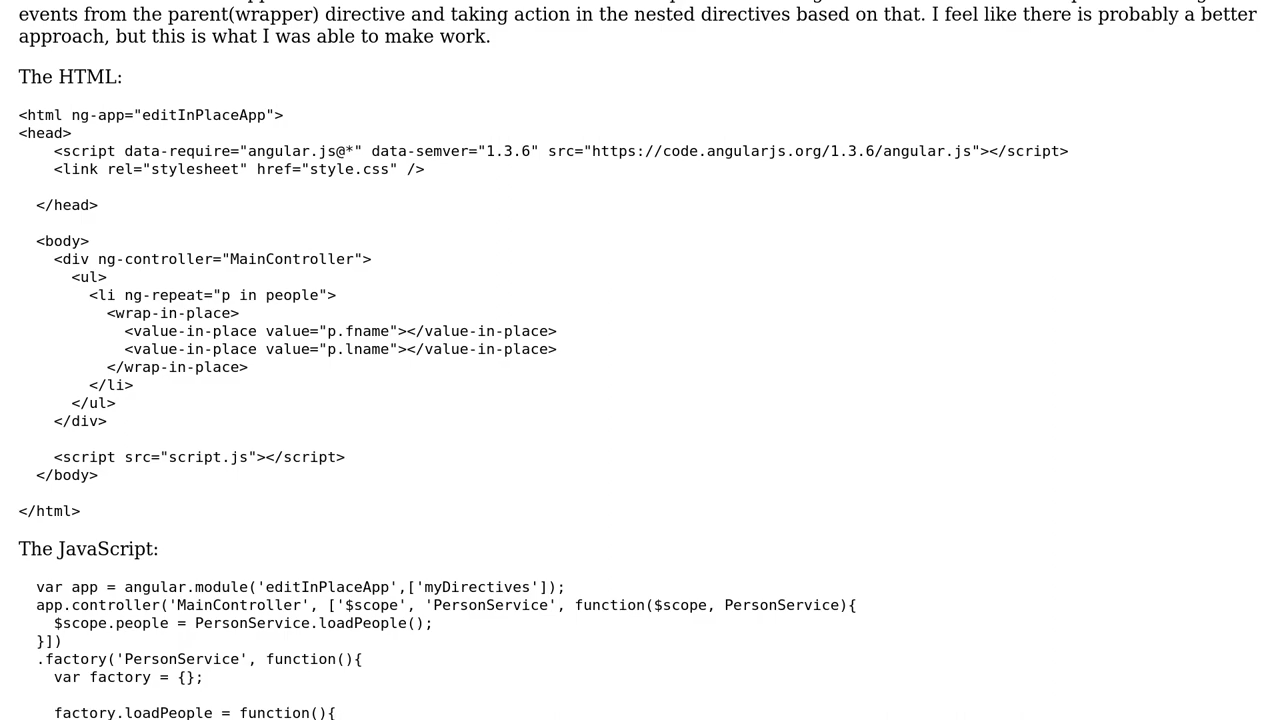 events from the parent(wrapper) directive and taking action in the nested directives based on that. I feel like there is probably a better
approach, but this is what I was able to make work.
The HTML:
<html ng-app="editInPlaceApp">
<head>
    <script data-require="angular.js@*" data-semver="1.3.6" src="https://code.angularjs.org/1.3.6/angular.js"></script>
    <link rel="stylesheet" href="style.css" />
  </head>
  <body>
    <div ng-controller="MainController">
      <ul>
        <li ng-repeat="p in people">
          <wrap-in-place>
            <value-in-place value="p.fname"></value-in-place>
            <value-in-place value="p.lname"></value-in-place>
          </wrap-in-place>
        </li>
      </ul>
    </div>
    <script src="script.js"></script>
  </body>
</html>
The JavaScript:
  var app = angular.module('editInPlaceApp',['myDirectives']);
  app.controller('MainController', ['$scope', 'PersonService', function($scope, PersonService){
    $scope.people = PersonService.loadPeople();
  }])
  .factory('PersonService', function(){
    var factory = {};
    factory.loadPeople = function(){